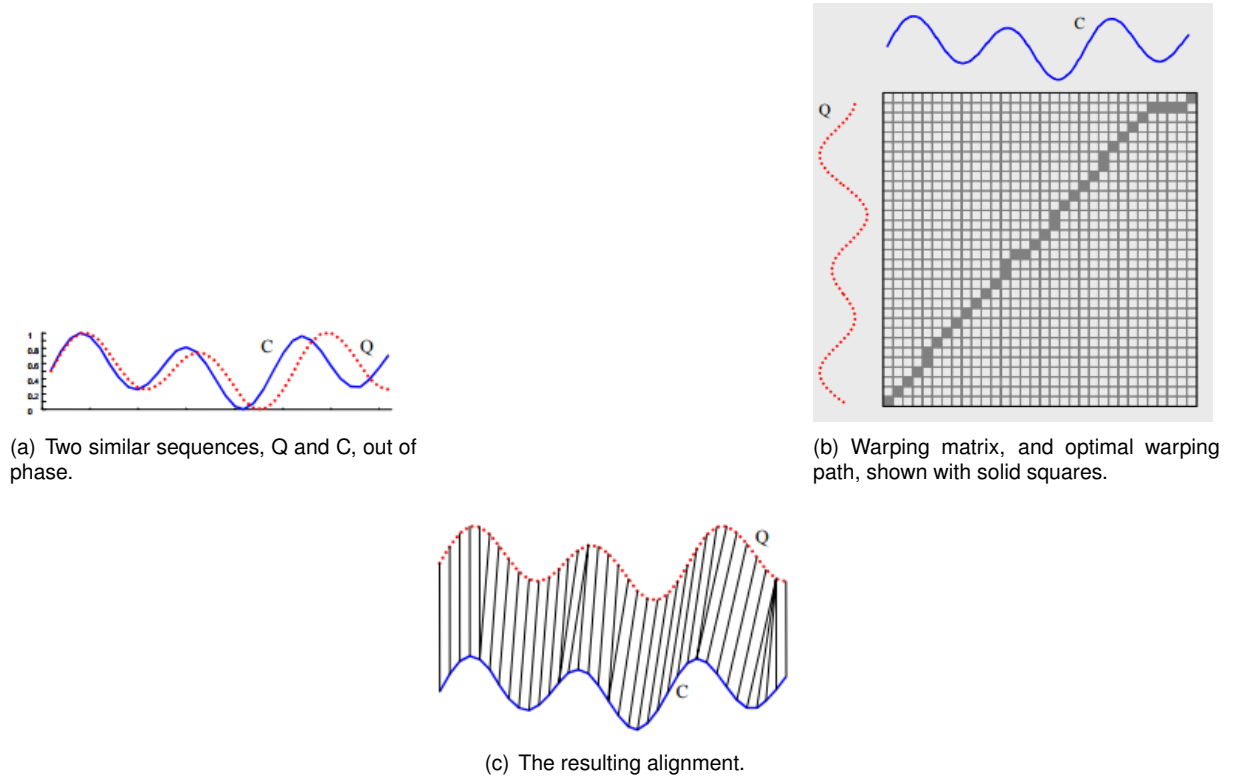 C
Q
1
0.8
0.6
0.4
0.2
0
C
Q
(a) Two similar sequences, Q and C, out of
phase.
(b) Warping matrix, and optimal warping
path, shown with solid squares.
Q
C
(c) The resulting alignment.